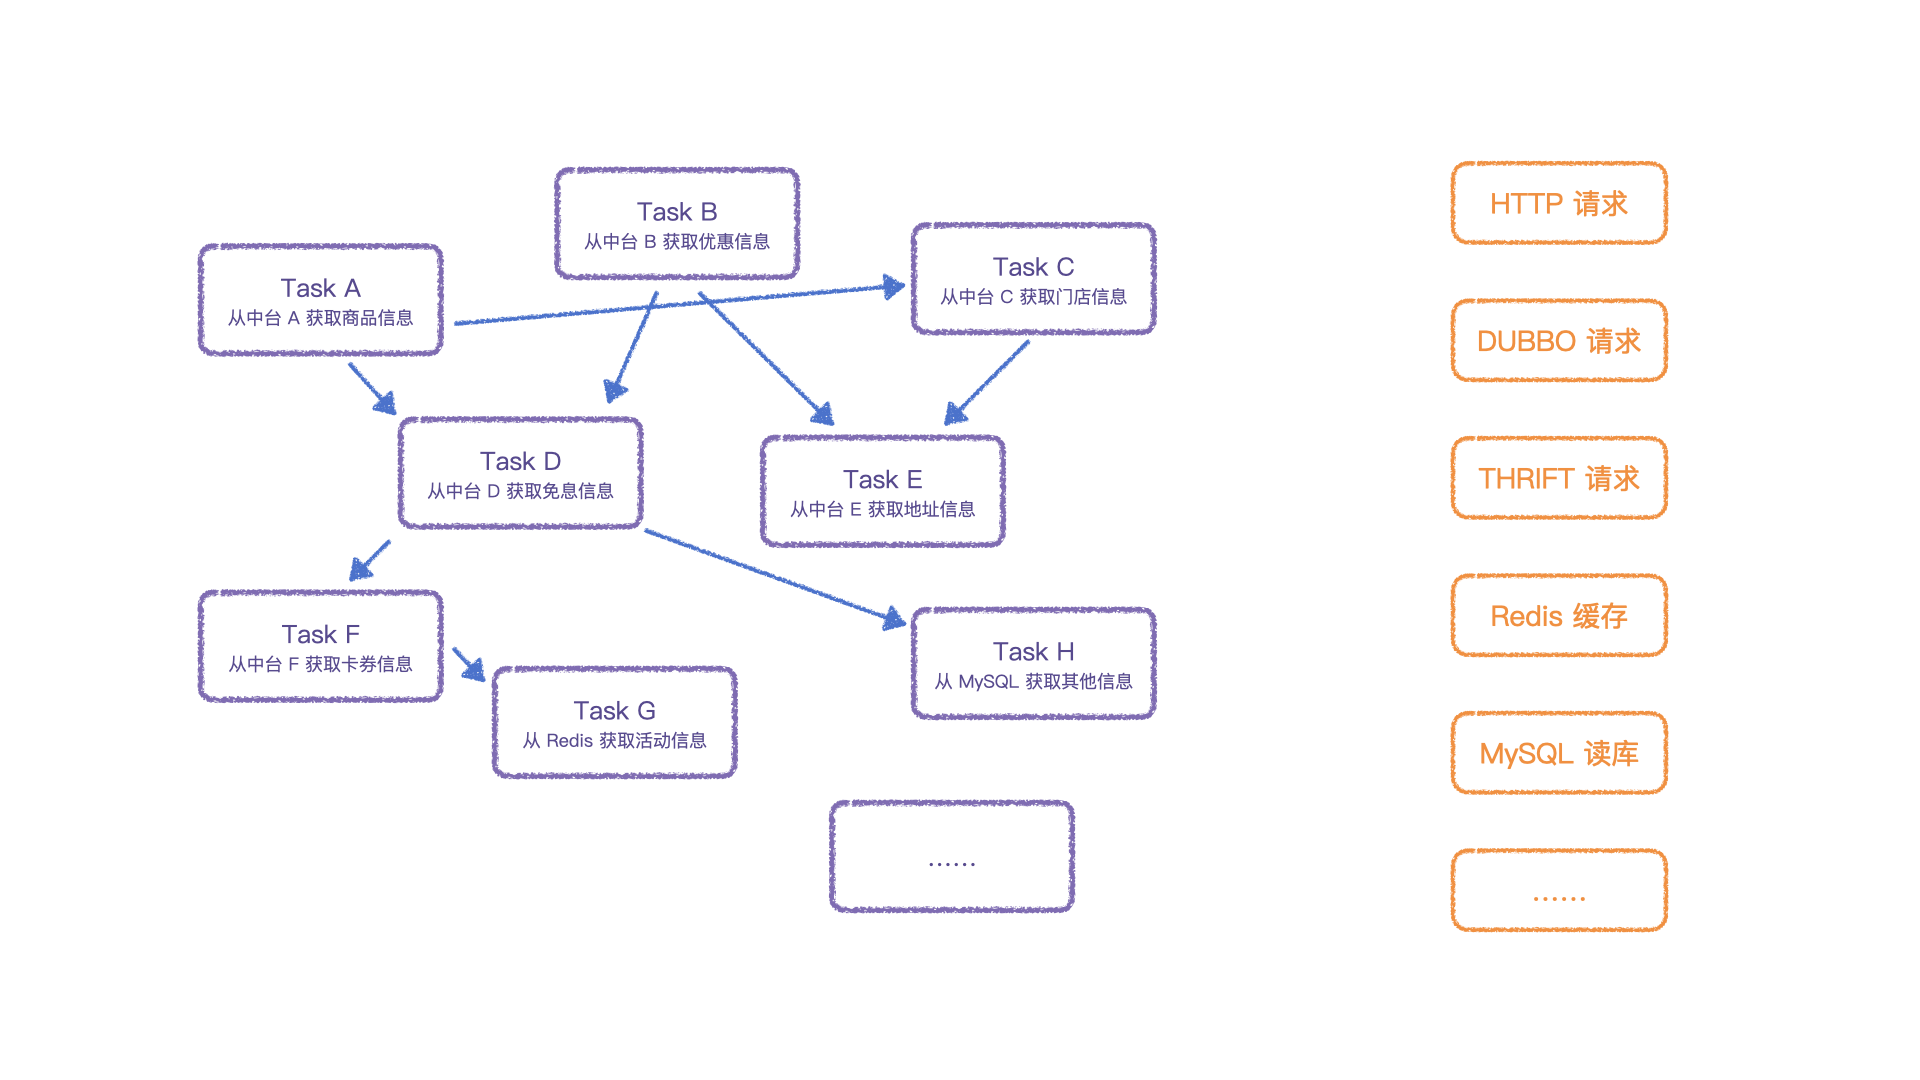 Task B
从中台 B 获取优惠信息
Task C
从中台 C 获取门店信息
Task A
从中台 A 获取商品信息
Task D
从中台 D 获取免息信息
Task E
从中台 E 获取地址信息
Task F
从中台 F 获取卡券信息
Task H
从 MySQL 获取其他信息
Task G
从 Redis 获取活动信息
......
HTTP 请求
DUBBO 请求
THRIFT 请求
Redis 缓存
MySQL 读库
......